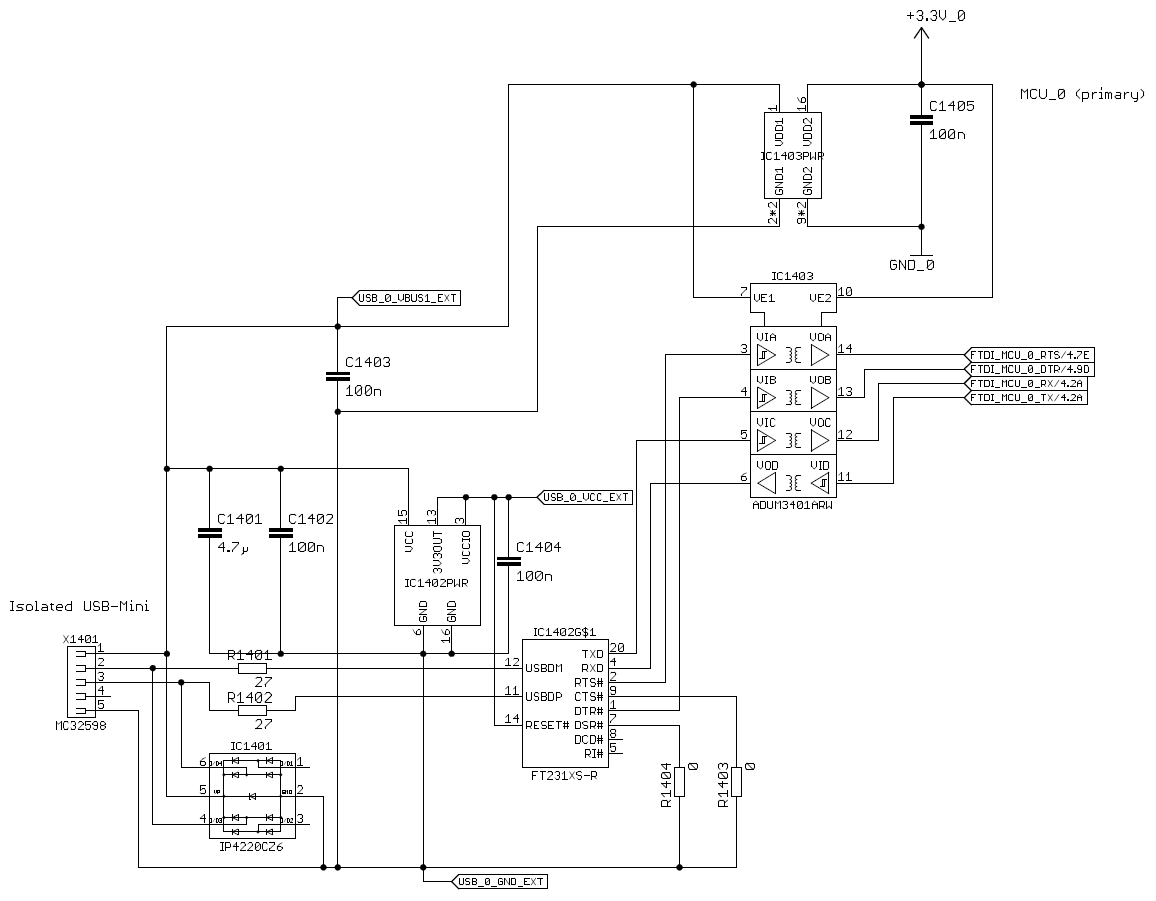 +3.3V_0
MCU_0 (primary)
C1405
100n
1
16
VDD1
VDD2
IC1403PWR
GND1
GND2
2*2
9*2
GND_0
IC1403
7
VE1
VE2
10
USB_0_VBUS1_EXT
VIA
VOA
3
14
FTDI_MCU_0_RTS/4.7E
FTDI_MCU_0_DTR/4.9D
FTDI_MCU_0_RX/4.2A
FTDI_MCU_0_TX/4.2A
C1403
100n
VIB
VOB
4
13
VIC
VOC
5
12
VOD
VID
6
11
ADUM3401ARW
USB_0_VCC_EXT
15
13
3
VCC
3V3OUT
VCCIO
IC1402PWR
GND
GND
6
16
C1401
4.7µ
C1402
100n
C1404
100n
Isolated USB-Mini
X1401
1
2
3
4
5
MC32598
R1401
27
R1402
27
IC1402G$1
12
USBDM
11
USBDP
14
RESET#
TXD
20
RXD
4
RTS#
2
CTS#
9
DTR#
1
DSR#
7
DCD#
8
RI#
5
FT231XS-R
R1404
0
R1403
0
IC1401
6
1
5
2
4
3
IP4220CZ6
USB_0_GND_EXT